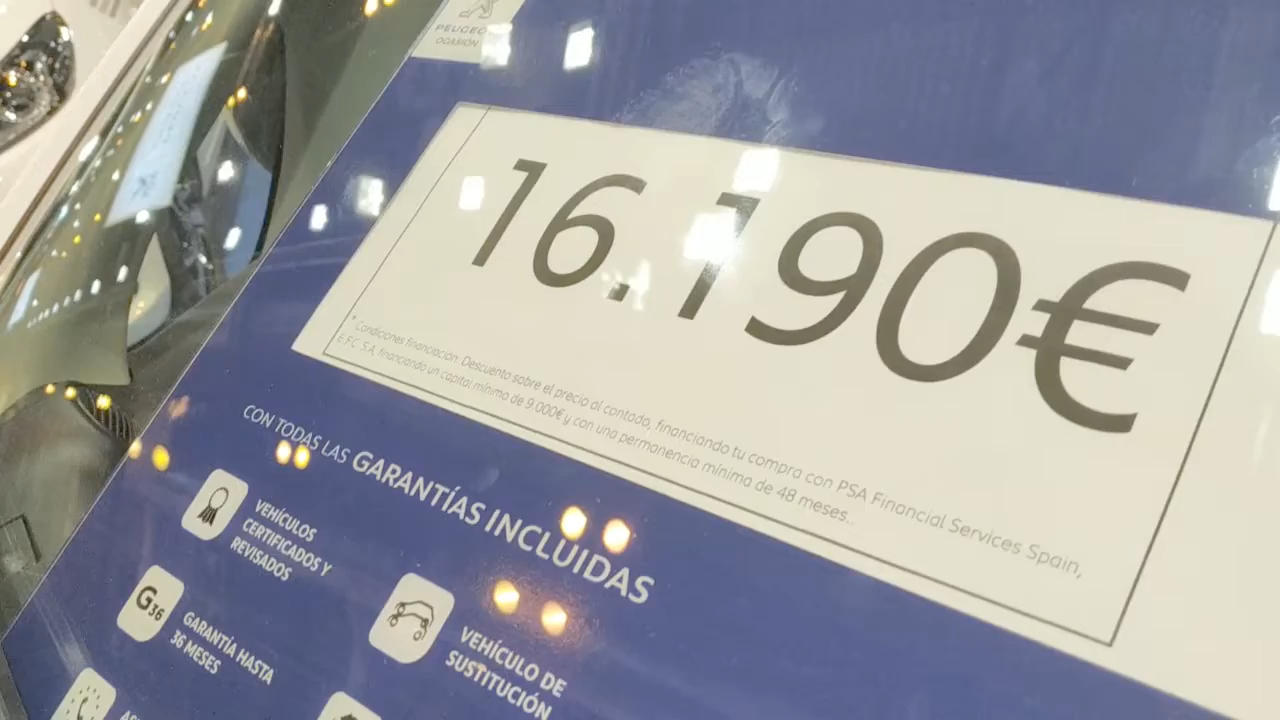 PEUGEO
OCASIÓN
16.190€
* Condiciones financiación: Descuento sobre el precio al contado, financiando tu compra con PSA Financial Services Spain,
E.F.C. S.A. financiando un capital mínimo de 9.000€ y con una permanencia mínima de 48 meses..
CON TODAS LAS GARANTÍAS INCLUIDAS
VEHÍCULOS
CERTIFICADOS Y
REVISADOS
G36
GARANTÍA HASTA
36 MESES
VEHÍCULO DE
SUSTITUCIÓN